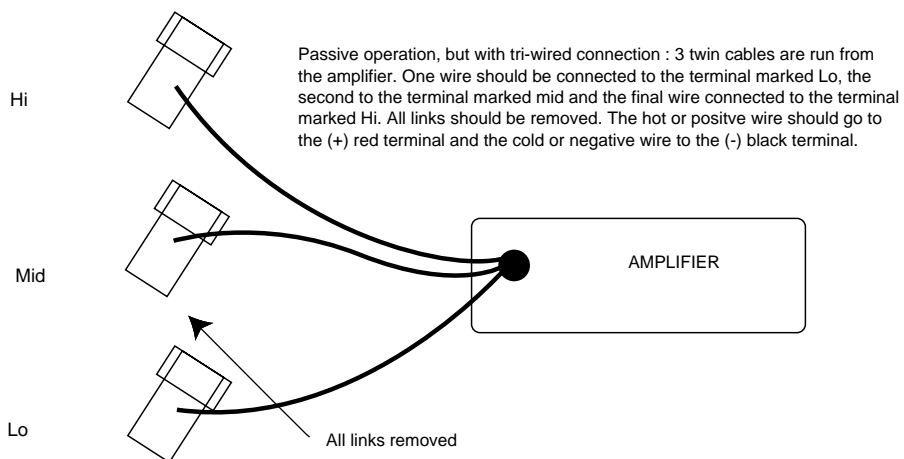 Passive operation, but with tri-wired connection : 3 twin cables are run from
the amplifier. One wire should be connected to the terminal marked Lo, the
second to the terminal marked mid and the final wire connected to the terminal
marked Hi. All links should be removed. The hot or positve wire should go to
the (+) red terminal and the cold or negative wire to the (-) black terminal.
Hi
Mid
AMPLIFIER
Lo
All links removed